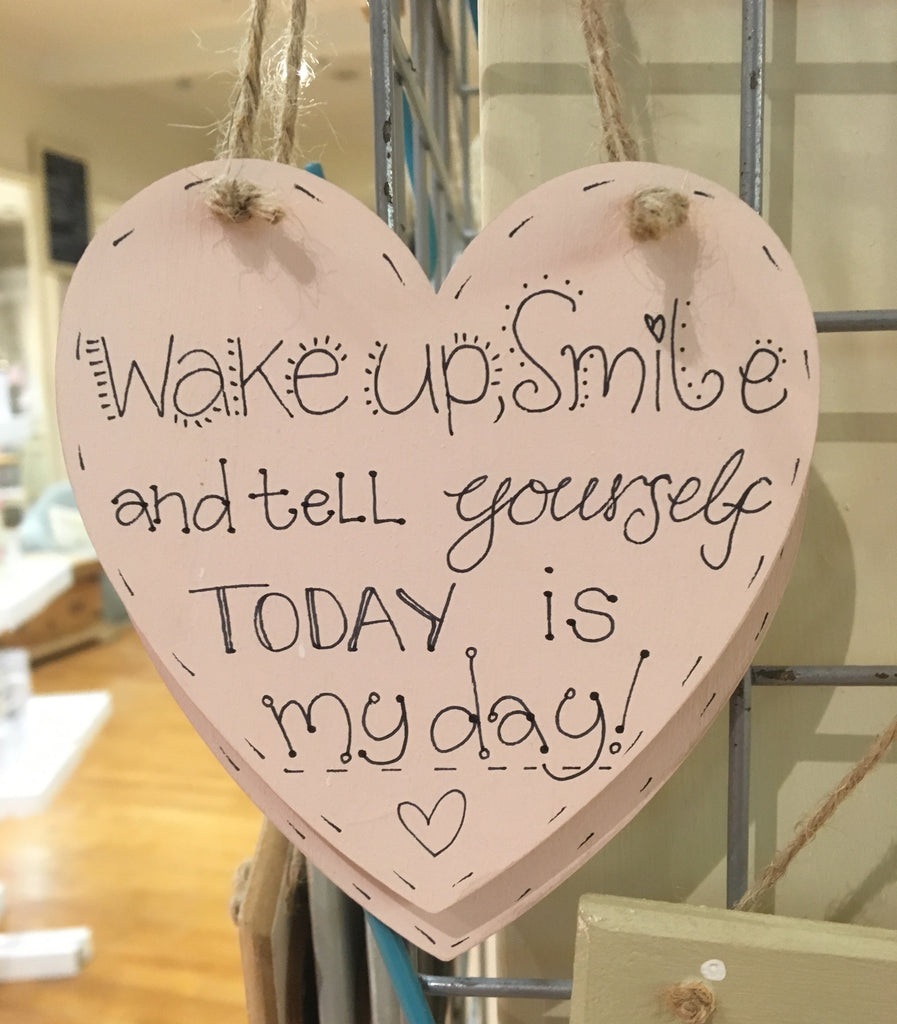 Wake up, Smile
and tell yourself
TODAY is
my day!